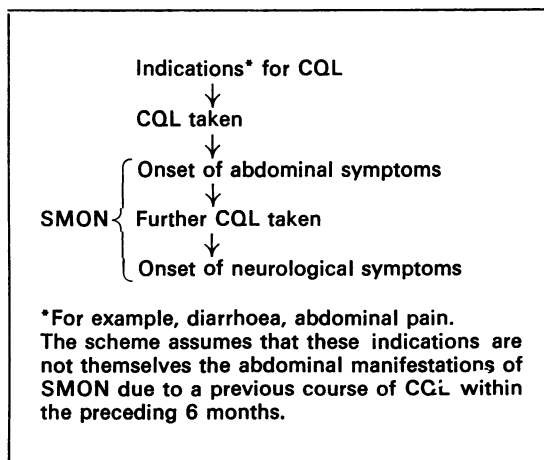 Indications* for CQL
↓
CQL taken
↓
Onset of abdominal symptoms
↓
SMON { Further CQL taken
↓
Onset of neurological symptoms
*For example, diarrhoea, abdominal pain.
The scheme assumes that these indications are
not themselves the abdominal manifestations of
SMON due to a previous course of CQL within
the preceding 6 months.